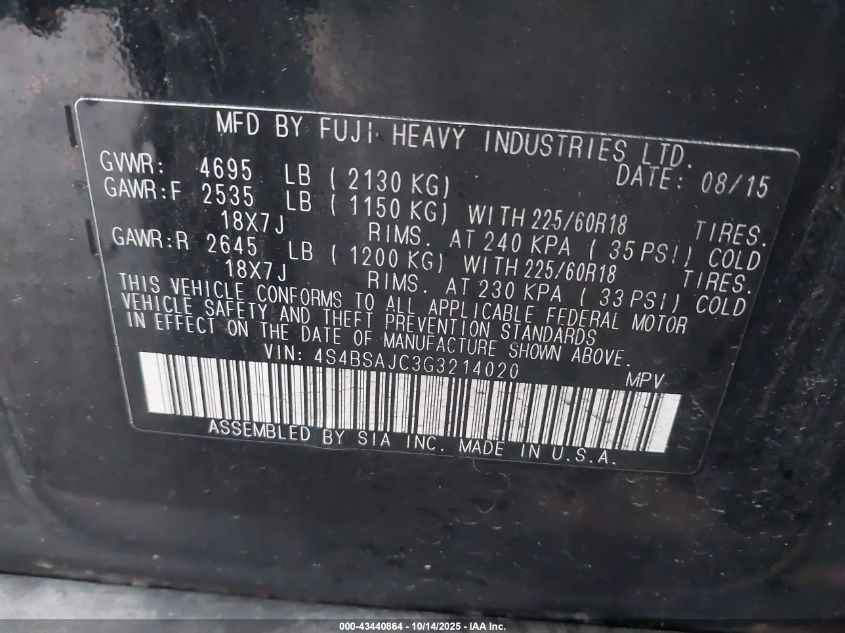 MFD BY FUJI HEAVY INDUSTRIES LTD.
GVWR: 4695 LB ( 2130 KG) DATE: 08/15
GAWR:F 2535 LB ( 1150 KG) WITH 225/60R18 TIRES.
18X7J RIMS. AT 240 KPA ( 35 PSI) COLD
GAWR:R 2645 LB ( 1200 KG) WITH 225/60R18 TIRES.
18X7J RIMS. AT 230 KPA ( 33 PSI) COLD
THIS VEHICLE CONFORMS TO ALL APPLICABLE FEDERAL MOTOR
VEHICLE SAFETY AND THEFT PREVENTION STANDARDS
IN EFFECT ON THE DATE OF MANUFACTURE SHOWN ABOVE.
VIN: 4S4BSAJC3G3214020 MPV
ASSEMBLED BY SIA INC. MADE IN U.S.A.
000-43440864 - 10/14/2025 - IAA Inc.